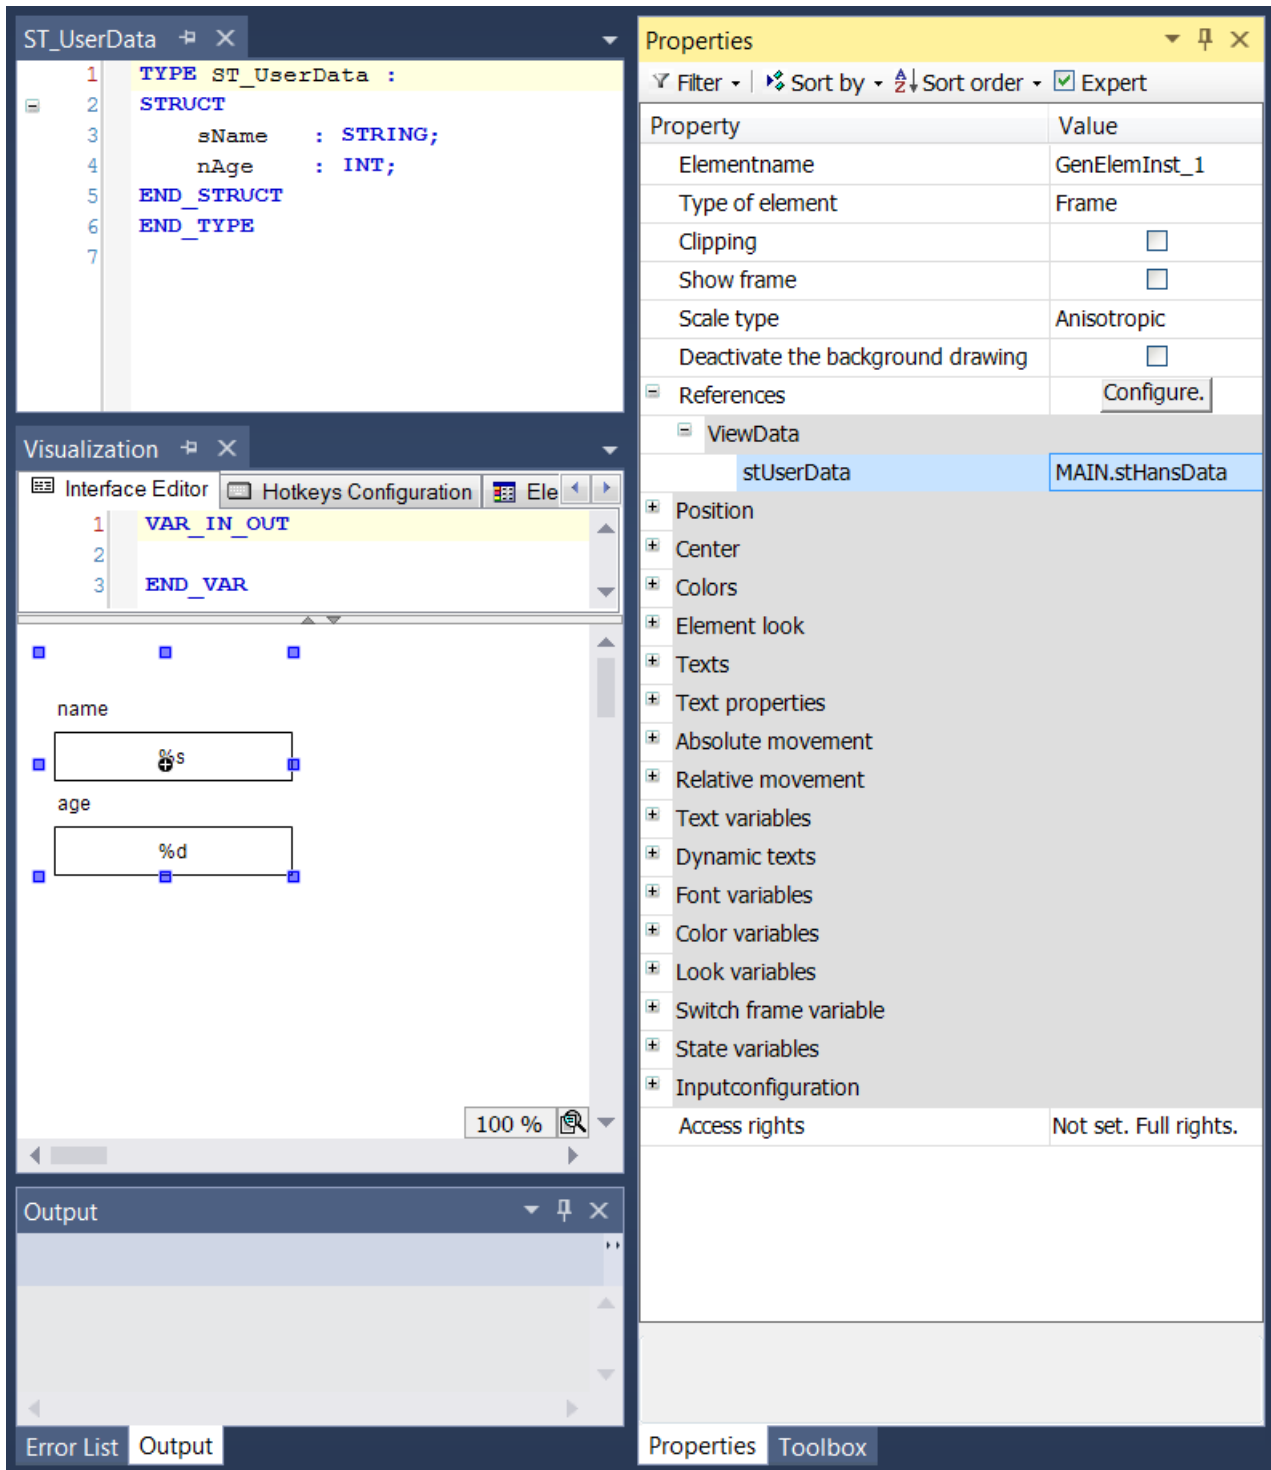 ST_UserData
1 TYPE ST_UserData :
2 STRUCT
3 sName : STRING;
4 nAge : INT;
5 END_STRUCT
6 END_TYPE
7
Visualization
Interface Editor Hotkeys Configuration Ele
1 VAR_IN_OUT
2
3 END_VAR
name
%s
age
%d
100 %
Output
Error List Output
Properties
Filter Sort by Sort order Expert
Property Value
Elementname GenElemInst_1
Type of element Frame
Clipping
Show frame
Scale type Anisotropic
Deactivate the background drawing
References Configure.
ViewData
stUserData MAIN.stHansData
Position
Center
Colors
Element look
Texts
Text properties
Absolute movement
Relative movement
Text variables
Dynamic texts
Font variables
Color variables
Look variables
Switch frame variable
State variables
Inputconfiguration
Access rights Not set. Full rights.
Properties Toolbox